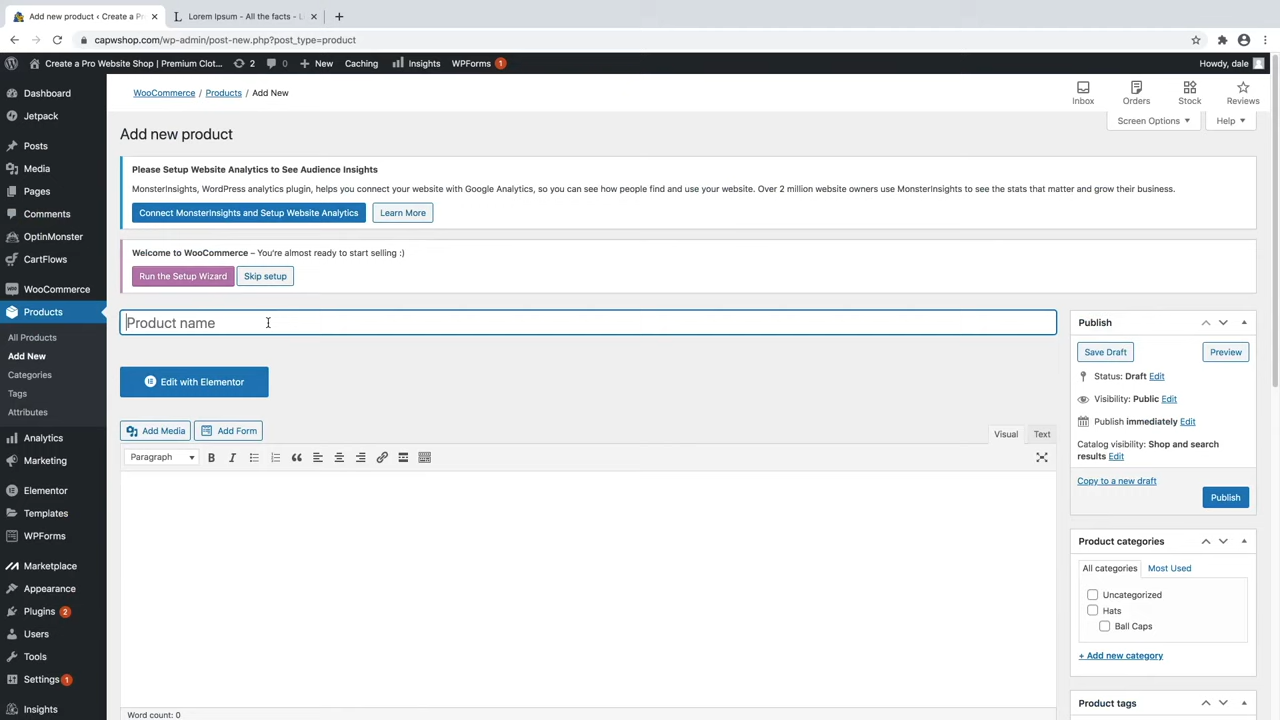 Add new product ‹ Create a Pr
Lorem Ipsum - All the facts - L
capwshop.com/wp-admin/post-new.php?post_type=product
Create a Pro Website Shop | Premium Clot... 2 0 New Caching Insights WPForms 1 Howdy, dale
WooCommerce / Products / Add New
Inbox Orders Stock Reviews
Screen Options Help
Dashboard
Jetpack
Posts
Media
Pages
Comments
OptinMonster
CartFlows
WooCommerce
Products
All Products
Add New
Categories
Tags
Attributes
Analytics
Marketing
Elementor
Templates
WPForms
Marketplace
Appearance
Plugins 2
Users
Tools
Settings 1
Insights
Add new product
Please Setup Website Analytics to See Audience Insights
MonsterInsights, WordPress analytics plugin, helps you connect your website with Google Analytics, so you can see how people find and use your website. Over 2 million website owners use MonsterInsights to see the stats that matter and grow their business.
Connect MonsterInsights and Setup Website Analytics Learn More
Welcome to WooCommerce – You're almost ready to start selling :)
Run the Setup Wizard Skip setup
Product name
Edit with Elementor
Add Media Add Form
Visual Text
Paragraph B I
Word count: 0
Publish
Save Draft Preview
Status: Draft Edit
Visibility: Public Edit
Publish immediately Edit
Catalog visibility: Shop and search
results Edit
Copy to a new draft
Publish
Product categories
All categories Most Used
Uncategorized
Hats
Ball Caps
+ Add new category
Product tags